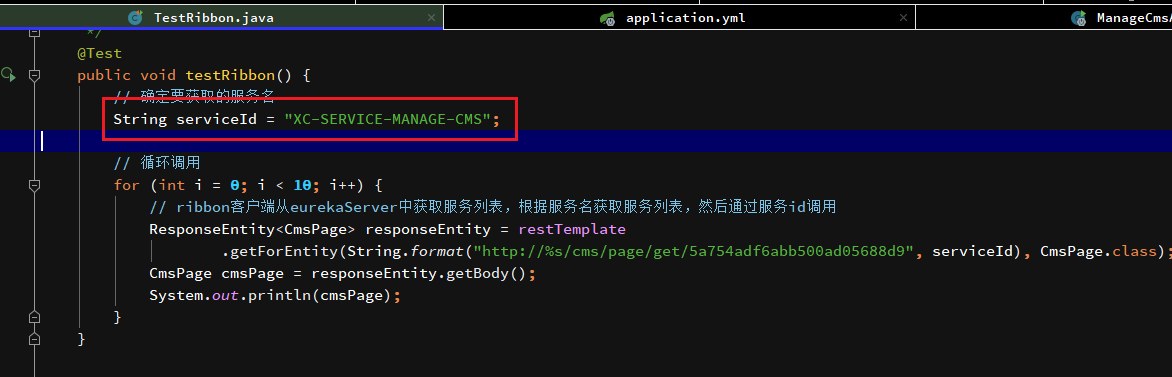 TestRibbon.java × application.yml × ManageCmsA
*/
@Test
public void testRibbon() {
// 确定要获取的服务名
String serviceId = "XC-SERVICE-MANAGE-CMS";
// 循环调用
for (int i = 0; i < 10; i++) {
// ribbon客户端从eurekaServer中获取服务列表，根据服务名获取服务列表，然后通过服务id调用
ResponseEntity<CmsPage> responseEntity = restTemplate
.getForEntity(String.format("http://%s/cms/page/get/5a754adf6abb500ad05688d9", serviceId), CmsPage.class);
CmsPage cmsPage = responseEntity.getBody();
System.out.println(cmsPage);
}
}